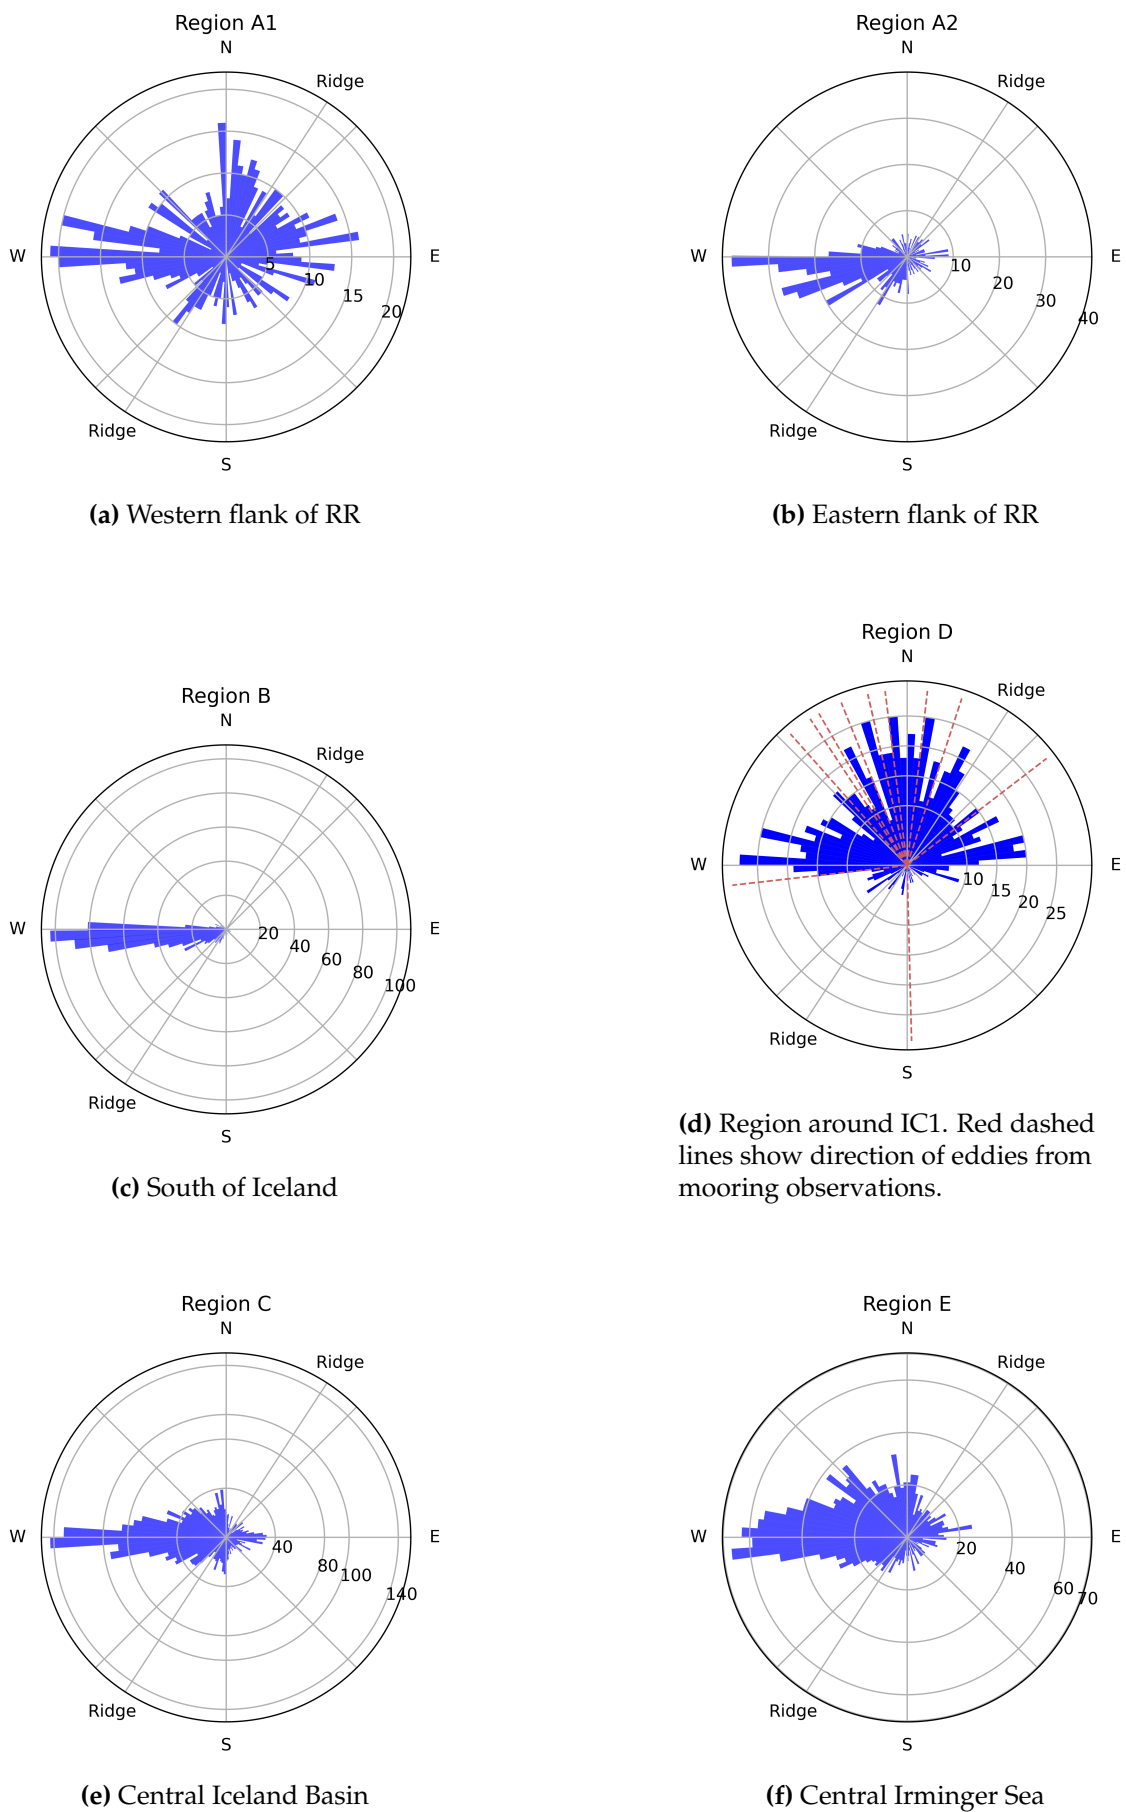 Region A1
N
Ridge
W
E
5
10
15
20
Ridge
S
(a) Western flank of RR
Region A2
N
Ridge
W
E
10
20
30
40
Ridge
S
(b) Eastern flank of RR
Region B
N
Ridge
W
E
20
40
60
80
100
Ridge
S
(c) South of Iceland
Region D
N
Ridge
W
E
10
15
20
25
Ridge
S
(d) Region around IC1. Red dashed
lines show direction of eddies from
mooring observations.
Region C
N
Ridge
W
E
40
80
100
140
Ridge
S
(e) Central Iceland Basin
Region E
N
Ridge
W
E
20
40
60
70
Ridge
S
(f) Central Irminger Sea